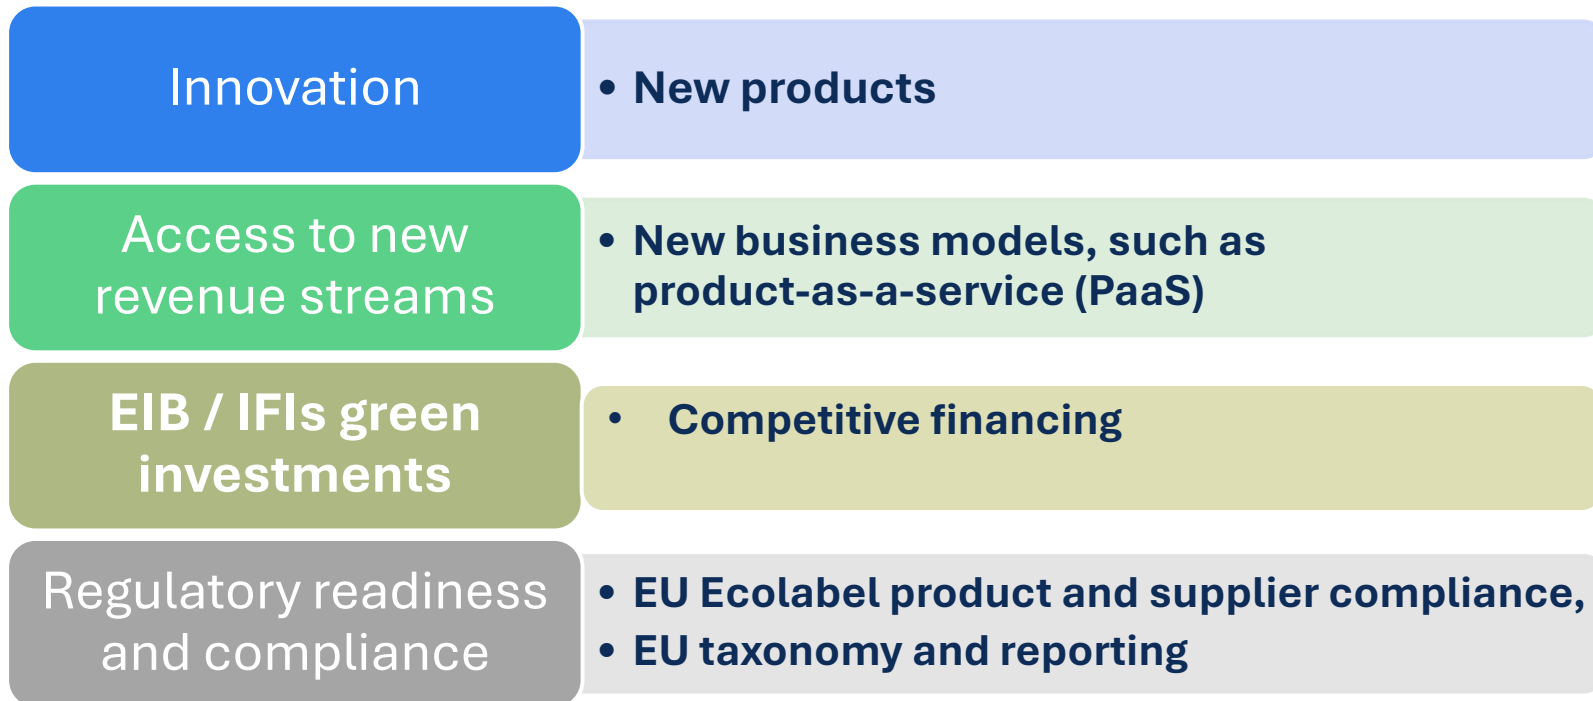 Innovation
• New products
Access to new
revenue streams
• New business models, such as
product-as-a-service (PaaS)
EIB / IFIs green
investments
• Competitive financing
Regulatory readiness
and compliance
• EU Ecolabel product and supplier compliance,
• EU taxonomy and reporting